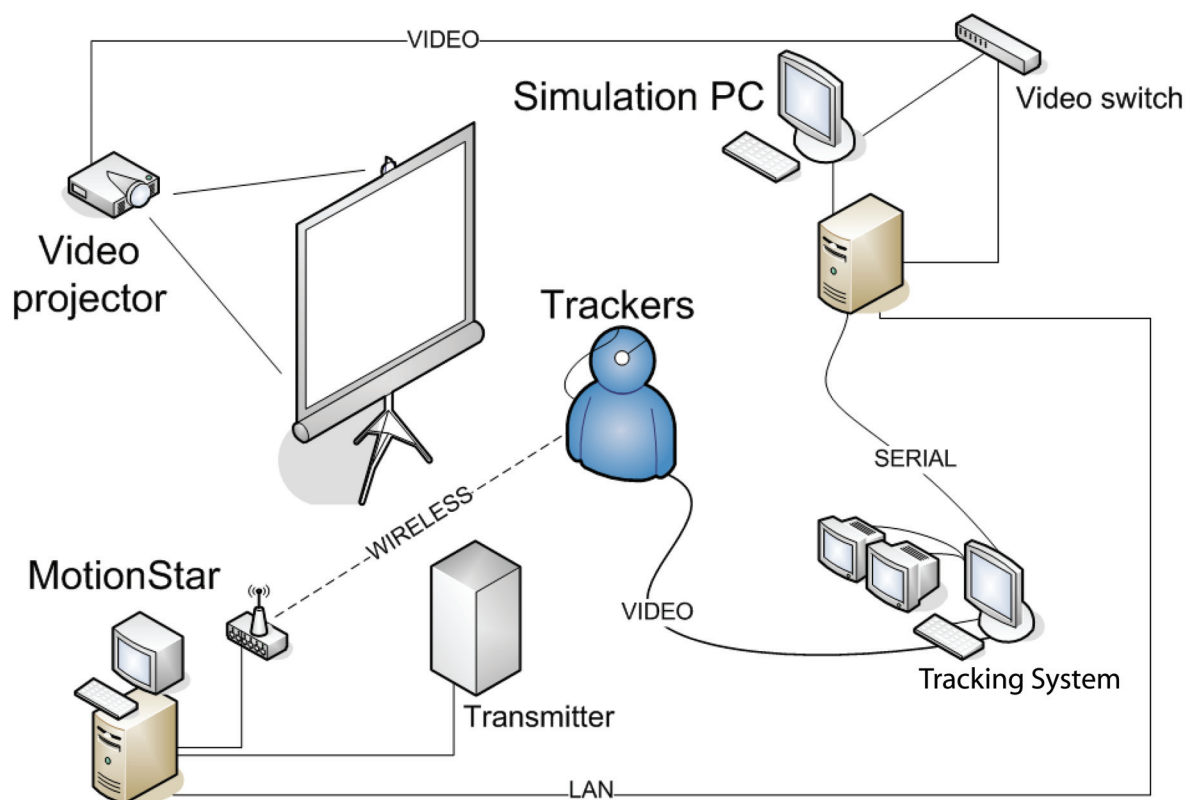 VIDEO
Simulation PC
Video switch
Video
projector
Trackers
SERIAL
WIRELESS
MotionStar
VIDEO
Tracking System
Transmitter
LAN